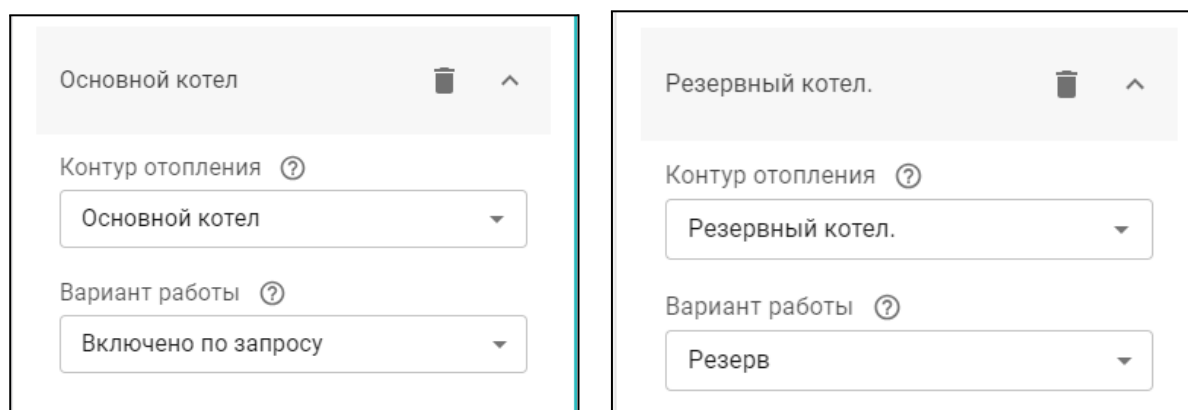 Основной котел
Контур отопления
Основной котел
Вариант работы
Включено по запросу
Резервный котел.
Контур отопления
Резервный котел.
Вариант работы
Резерв